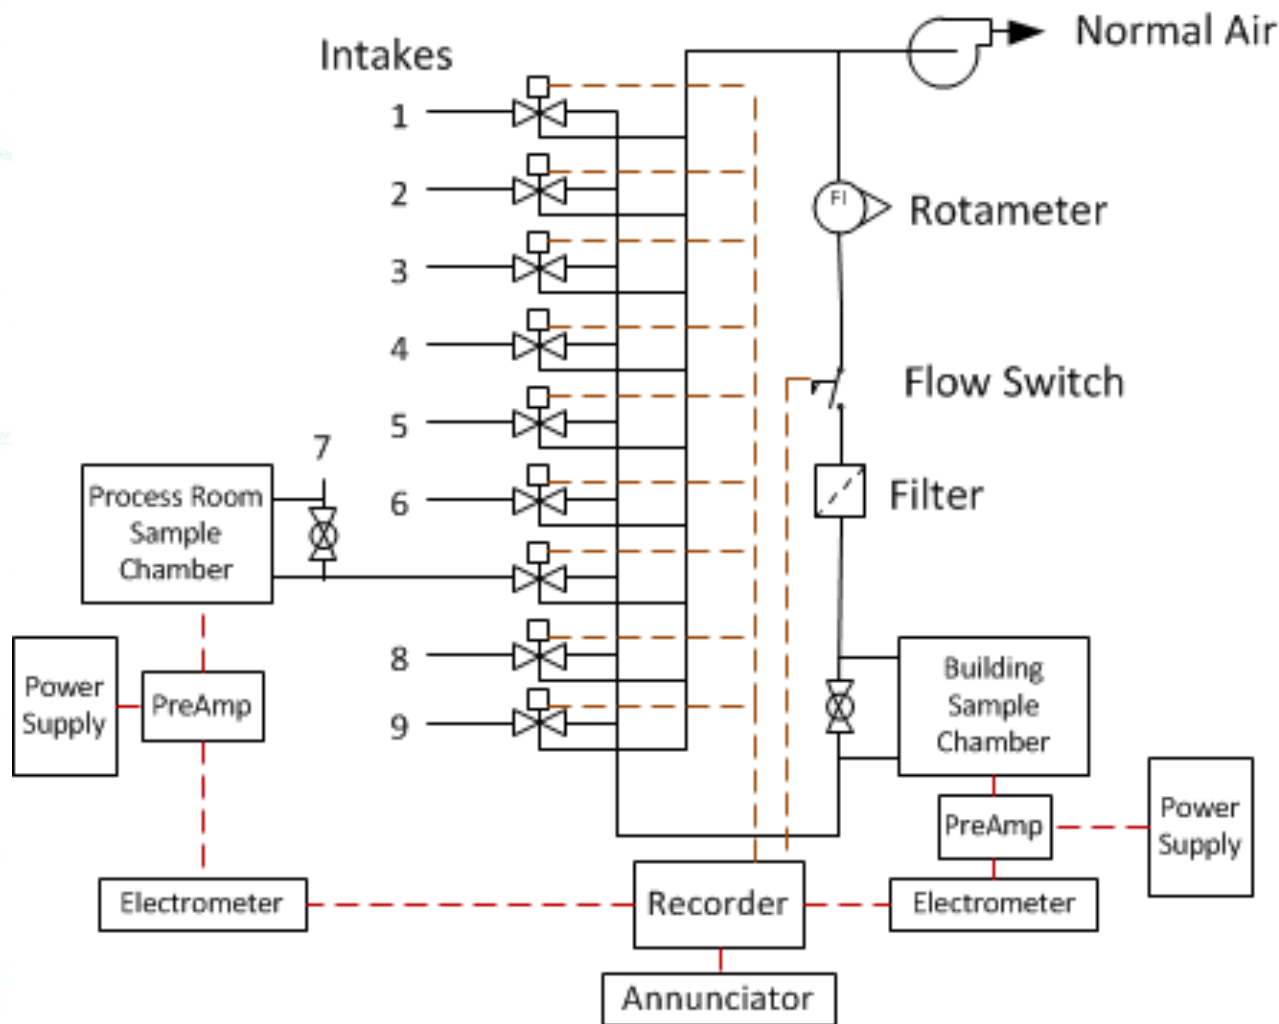 Normal Air
Intakes
1
2
FI
Rotameter
3
4
Flow Switch
5
7
Process Room
Sample
Chamber
6
Filter
8
Building
Sample
Chamber
Power
Supply
PreAmp
9
PreAmp
Power
Supply
Electrometer
Recorder
Electrometer
Annunciator